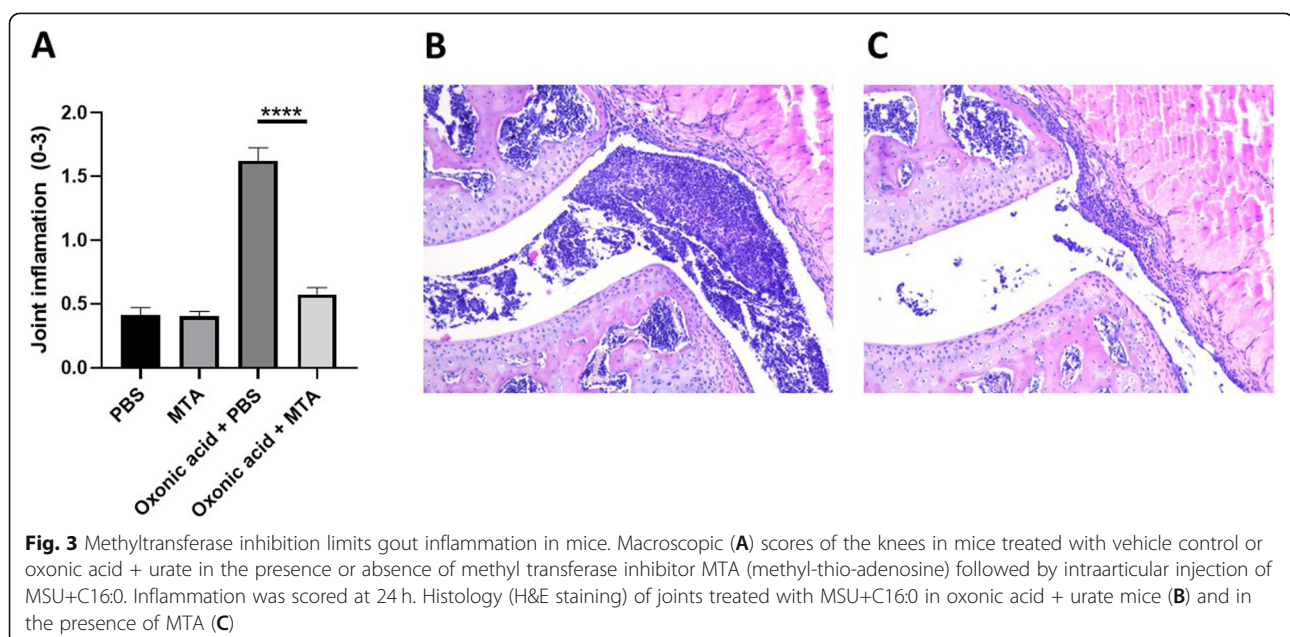 A
B
C
Joint inflamation (0-3)
2.0
1.5
1.0
0.5
0.0
****
PBS
MTA
Oxonic acid + PBS
Oxonic acid + MTA
Fig. 3 Methyltransferase inhibition limits gout inflammation in mice. Macroscopic (A) scores of the knees in mice treated with vehicle control or
oxonic acid + urate in the presence or absence of methyl transferase inhibitor MTA (methyl-thio-adenosine) followed by intraarticular injection of
MSU+C16:0. Inflammation was scored at 24 h. Histology (H&E staining) of joints treated with MSU+C16:0 in oxonic acid + urate mice (B) and in
the presence of MTA (C)